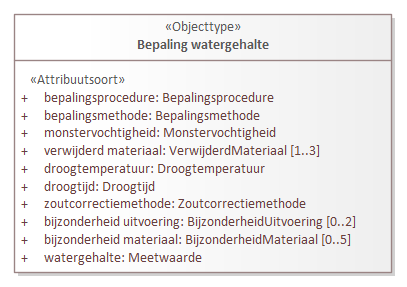 «Objecttype»
Bepaling watergehalte
«Attribuutsoort»
+ bepalingsprocedure: Bepalingsprocedure
+ bepalingsmethode: Bepalingsmethode
+ monstervochtigheid: Monstervochtigheid
+ verwijderd materiaal: VerwijderdMateriaal [1..3]
+ droogtemperatuur: Droogtemperatuur
+ droogtijd: Droogtijd
+ zoutcorrectiemethode: Zoutcorrectiemethode
+ bijzonderheid uitvoering: BijzonderheidUitvoering [0..2]
+ bijzonderheid materiaal: BijzonderheidMateriaal [0..5]
+ watergehalte: Meetwaarde